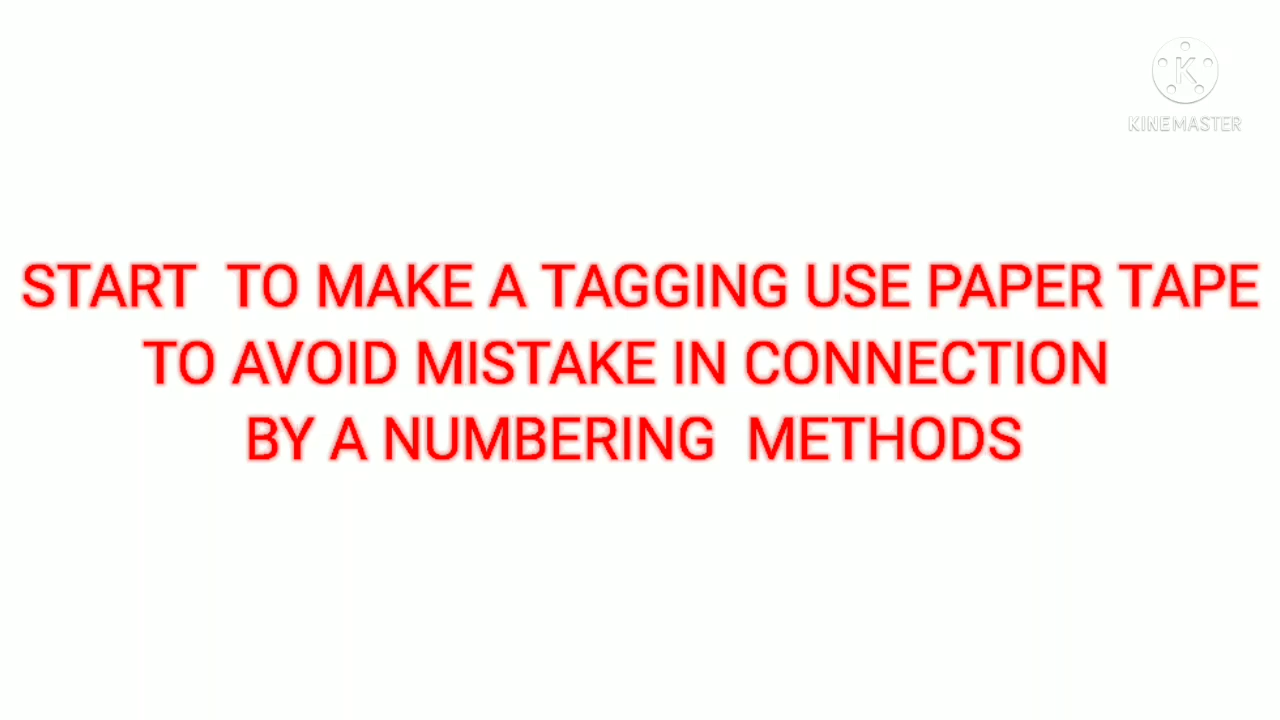 KINEMASTER
START TO MAKE A TAGGING USE PAPER TAPE
TO AVOID MISTAKE IN CONNECTION
BY A NUMBERING METHODS